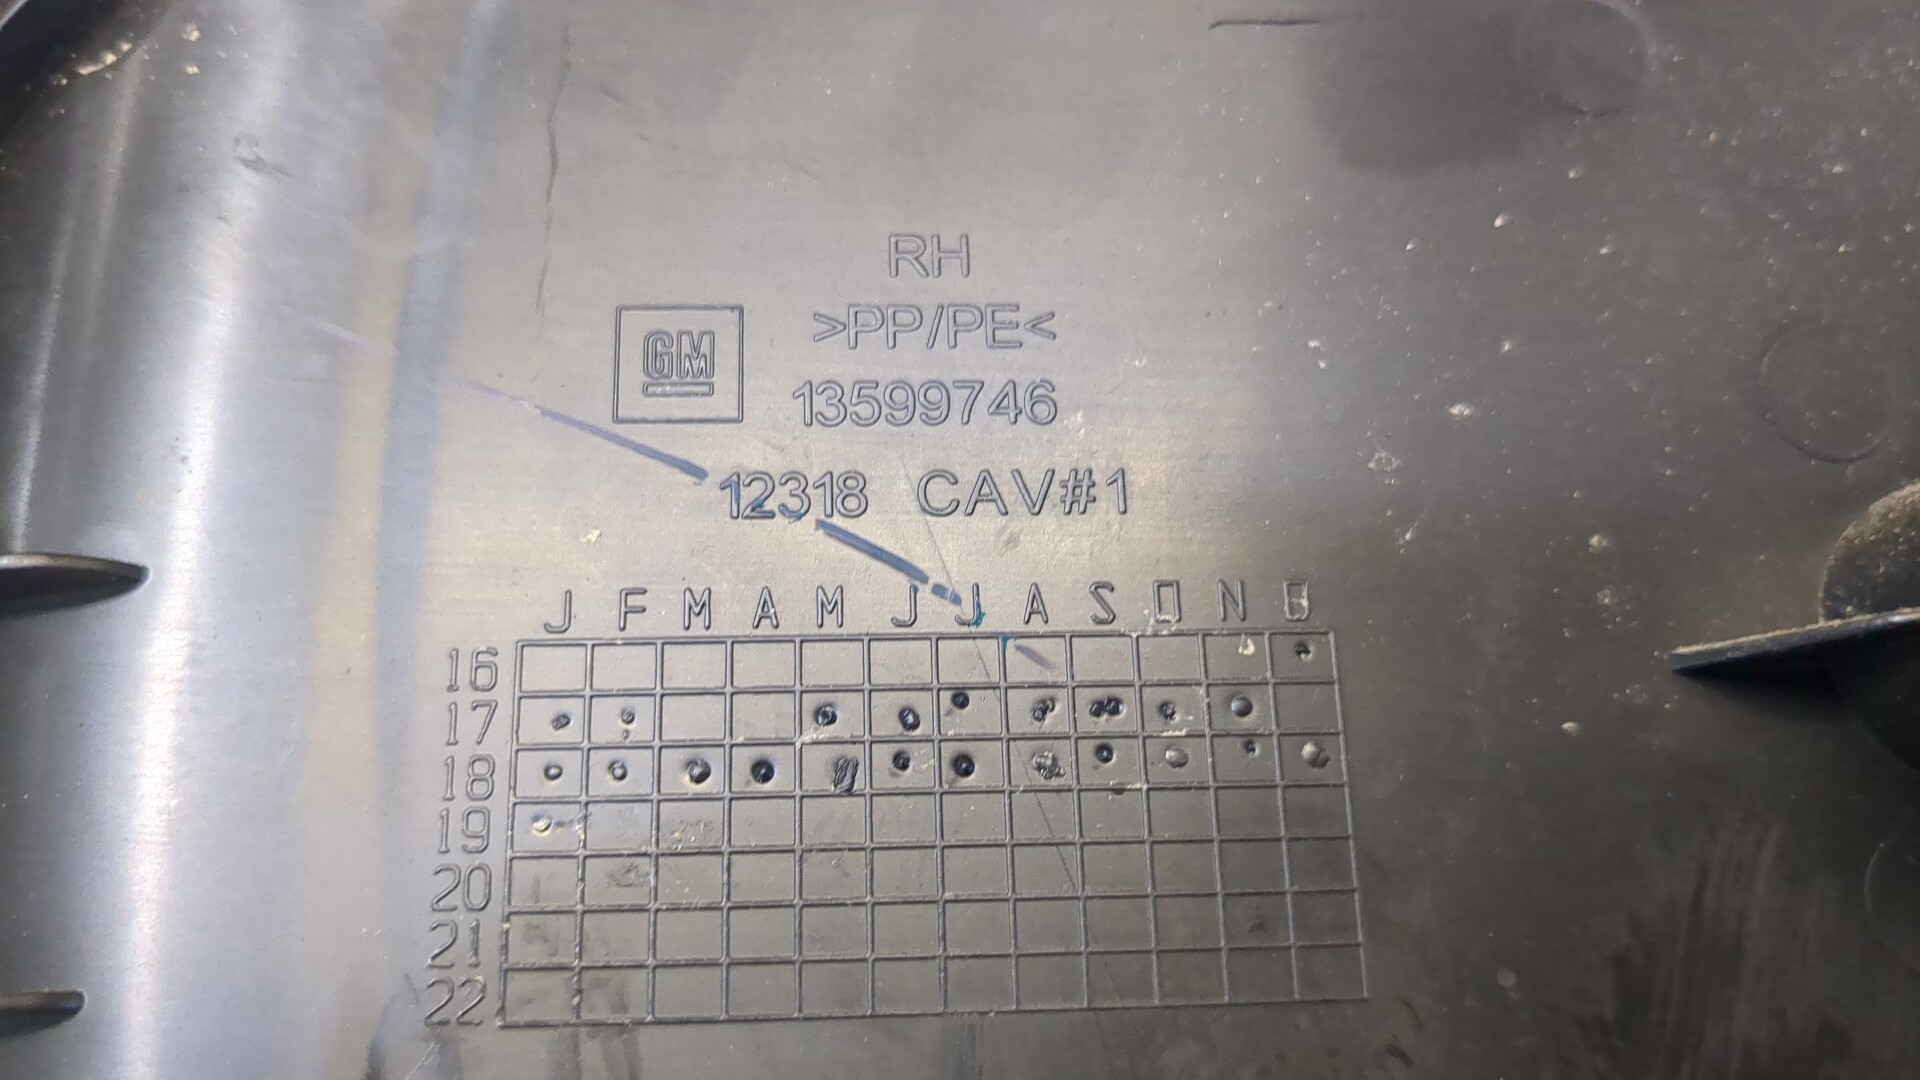 RH
>PP/PE<
GM
13599746
12318 CAV#1
J F M A M J J A S O N D
16
17
18
19
20
21
22